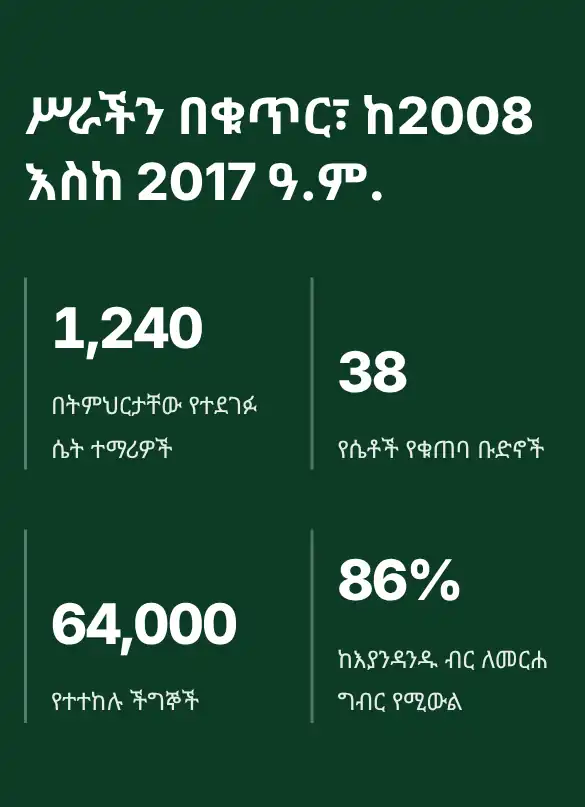 ሥራችን በቁጥር፣ ከ2008
እስከ 2017 ዓ.ም.
1,240
በትምህርታቸው የተደገፉ
ሴት ተማሪዎች
38
የሴቶች የቁጠባ ቡድኖች
64,000
የተተከሉ ችግኞች
86%
ከእያንዳንዱ ብር ለመርሐ
ግብር የሚውል